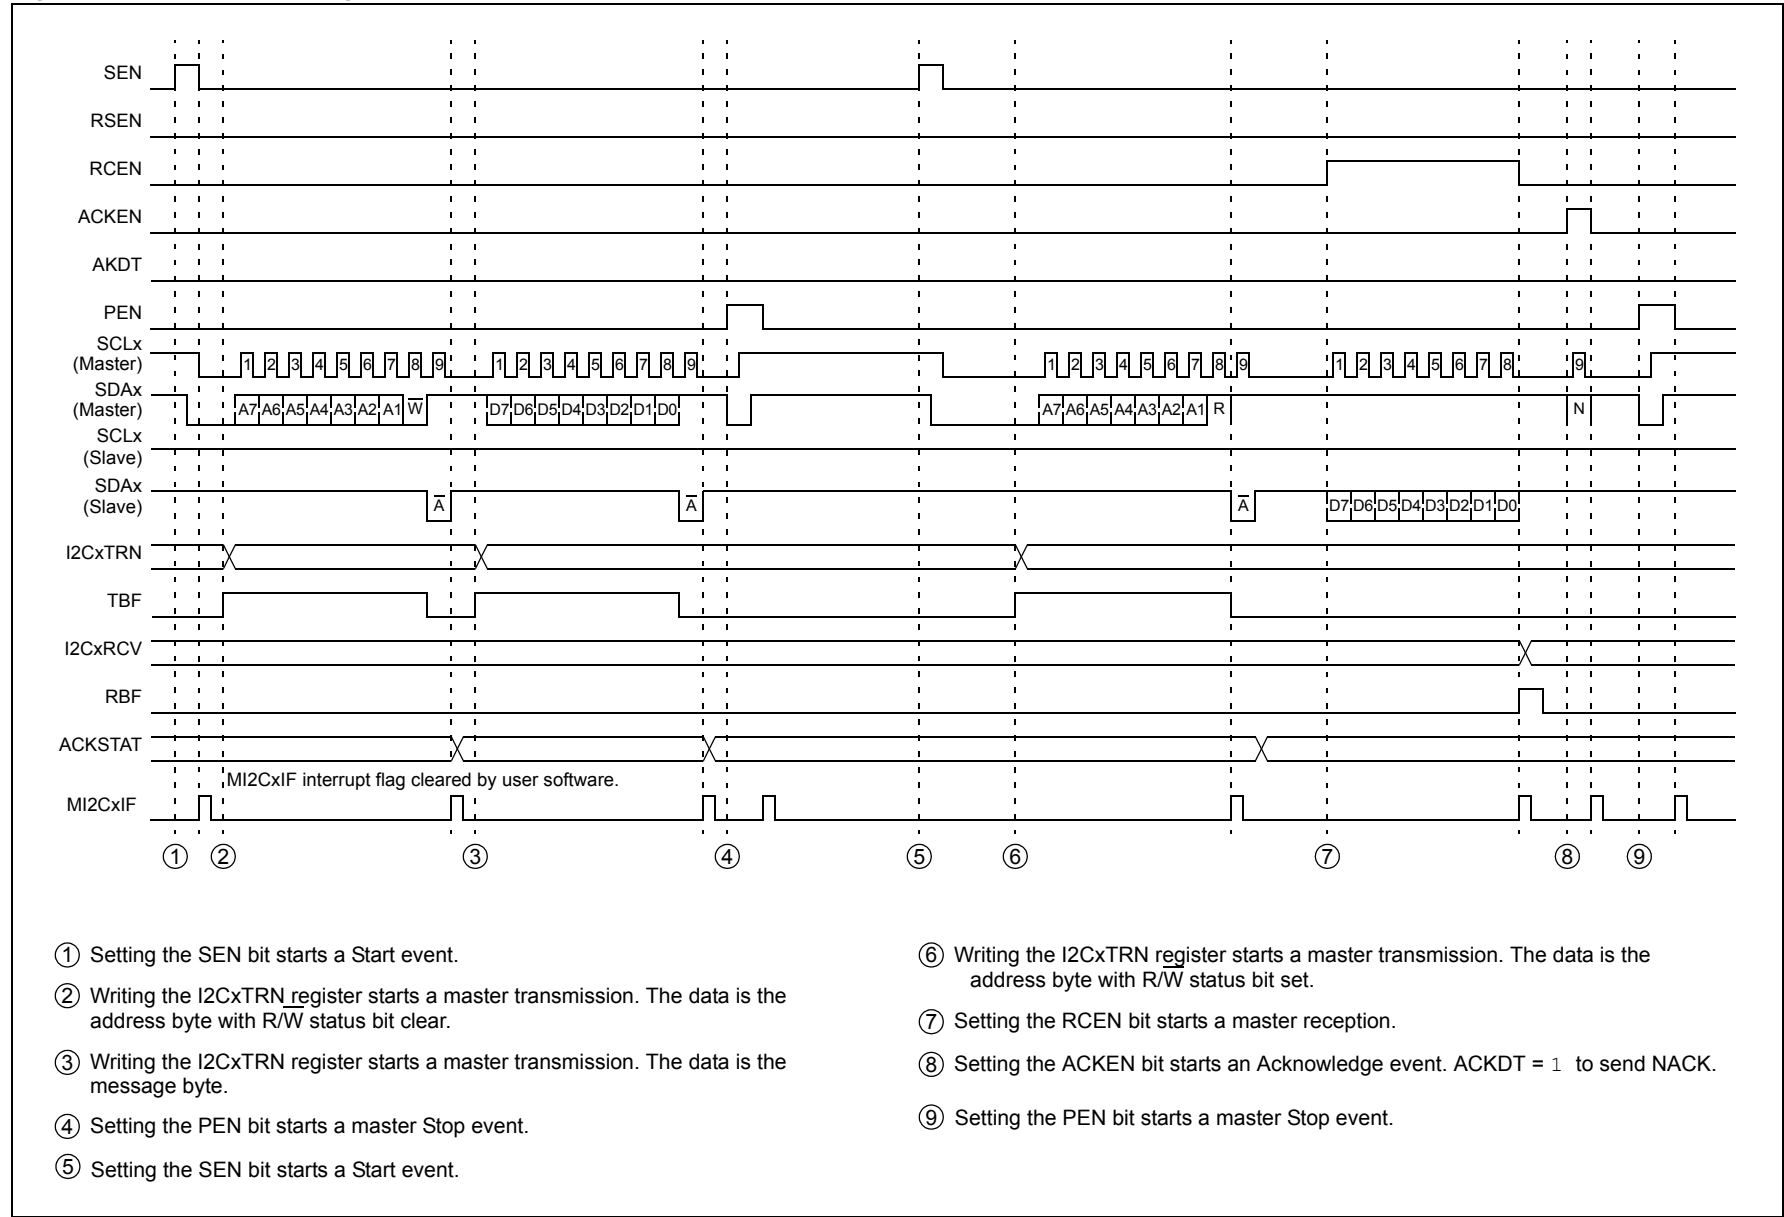 SEN
RSEN
RCEN
ACKEN
AKDT
PEN
SCLx
(Master)
1 2 3 4 5 6 7 8 9 1 2 3 4 5 6 7 8 9 1 2 3 4 5 6 7 8 9 1 2 3 4 5 6 7 8 9
SDAx
(Master)
A7 A6 A5 A4 A3 A2 A1 W̅ D7 D6 D5 D4 D3 D2 D1 D0 A7 A6 A5 A4 A3 A2 A1 R N
SCLx
(Slave)
SDAx
(Slave)
A̅ A̅ A̅ D7 D6 D5 D4 D3 D2 D1 D0
I2CxTRN
TBF
I2CxRCV
RBF
ACKSTAT
MI2CxIF interrupt flag cleared by user software.
MI2CxIF
① ② ③ ④ ⑤ ⑥ ⑦ ⑧ ⑨
① Setting the SEN bit starts a Start event.
② Writing the I2CxTRN register starts a master transmission. The data is the
address byte with R/W̅ status bit clear.
③ Writing the I2CxTRN register starts a master transmission. The data is the
message byte.
④ Setting the PEN bit starts a master Stop event.
⑤ Setting the SEN bit starts a Start event.
⑥ Writing the I2CxTRN register starts a master transmission. The data is the
address byte with R/W̅ status bit set.
⑦ Setting the RCEN bit starts a master reception.
⑧ Setting the ACKEN bit starts an Acknowledge event. ACKDT = 1 to send NACK.
⑨ Setting the PEN bit starts a master Stop event.